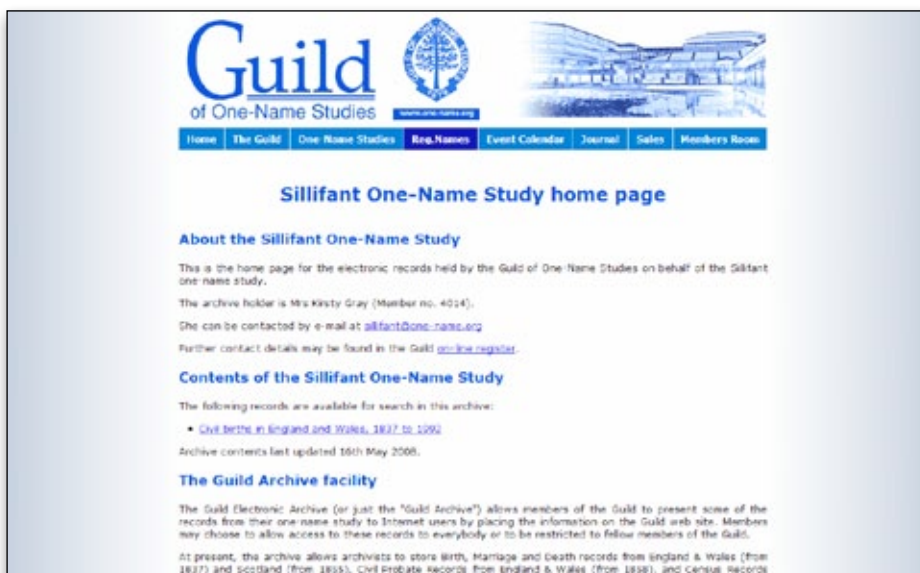 Guild
of One-Name Studies
www.one-name.org
Home The Guild One Name Studies Reg.Names Event Calendar Journal Sales Members Room
Sillifant One-Name Study home page
About the Sillifant One-Name Study
This is the home page for the electronic records held by the Guild of One-Name Studies on behalf of the Sillifant
one-name study.
The archive holder is Mrs Kirsty Gray (Member no. 4014).
She can be contacted by e-mail at sillifant@one-name.org
Further contact details may be found in the Guild on-line register.
Contents of the Sillifant One-Name Study
The following records are available for search in this archive:
• Civil births in England and Wales, 1837 to 1992
Archive contents last updated 16th May 2008.
The Guild Archive facility
The Guild Electronic Archive (or just the "Guild Archive") allows members of the Guild to present some of the
records from their one-name study to Internet users by placing the information on the Guild web site. Members
may choose to allow access to these records to everybody or to be restricted to fellow members of the Guild.
At present, the archive allows archivists to store Birth, Marriage and Death records from England & Wales (from
1837) and Scotland (from 1855), Civil Probate Records from England & Wales (from 1858), and Census Records